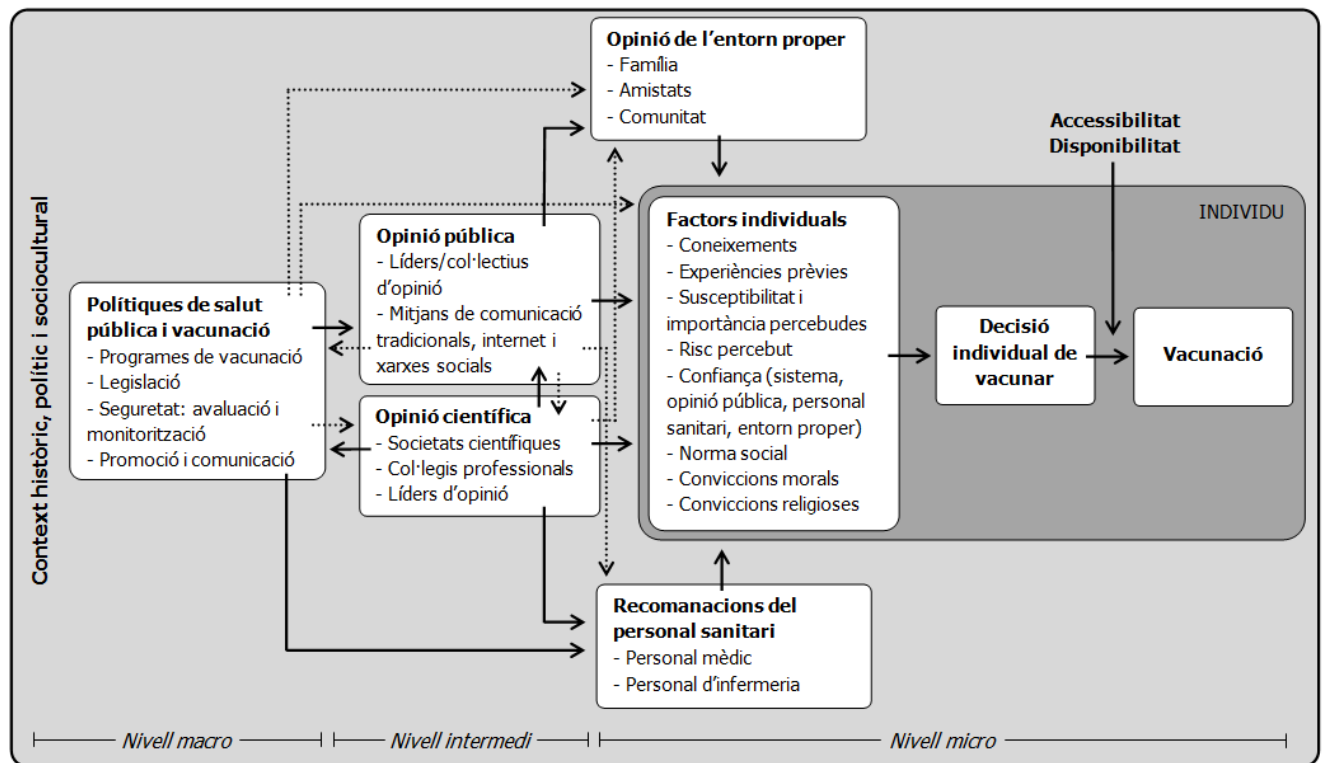 Context històric, polític i sociocultural
Polítiques de salut
pública i vacunació
- Programes de vacunació
- Legislació
- Seguretat: avaluació i
monitorització
- Promoció i comunicació
Opinió pública
- Líders/col·lectius
d’opinió
- Mitjans de comunicació
tradicionals, internet i
xarxes socials
Opinió científica
- Societats científiques
- Col·legis professionals
- Líders d’opinió
Opinió de l’entorn proper
- Família
- Amistats
- Comunitat
INDIVIDU
Factors individuals
- Coneixements
- Experiències prèvies
- Susceptibilitat i
importància percebudes
- Risc percebut
- Confiança (sistema,
opinió pública, personal
sanitari, entorn proper)
- Norma social
- Conviccions morals
- Conviccions religioses
Recomanacions del
personal sanitari
- Personal mèdic
- Personal d’infermeria
Decisió
individual de
vacunar
Accessibilitat
Disponibilitat
Vacunació
Nivell macro
Nivell intermedi
Nivell micro